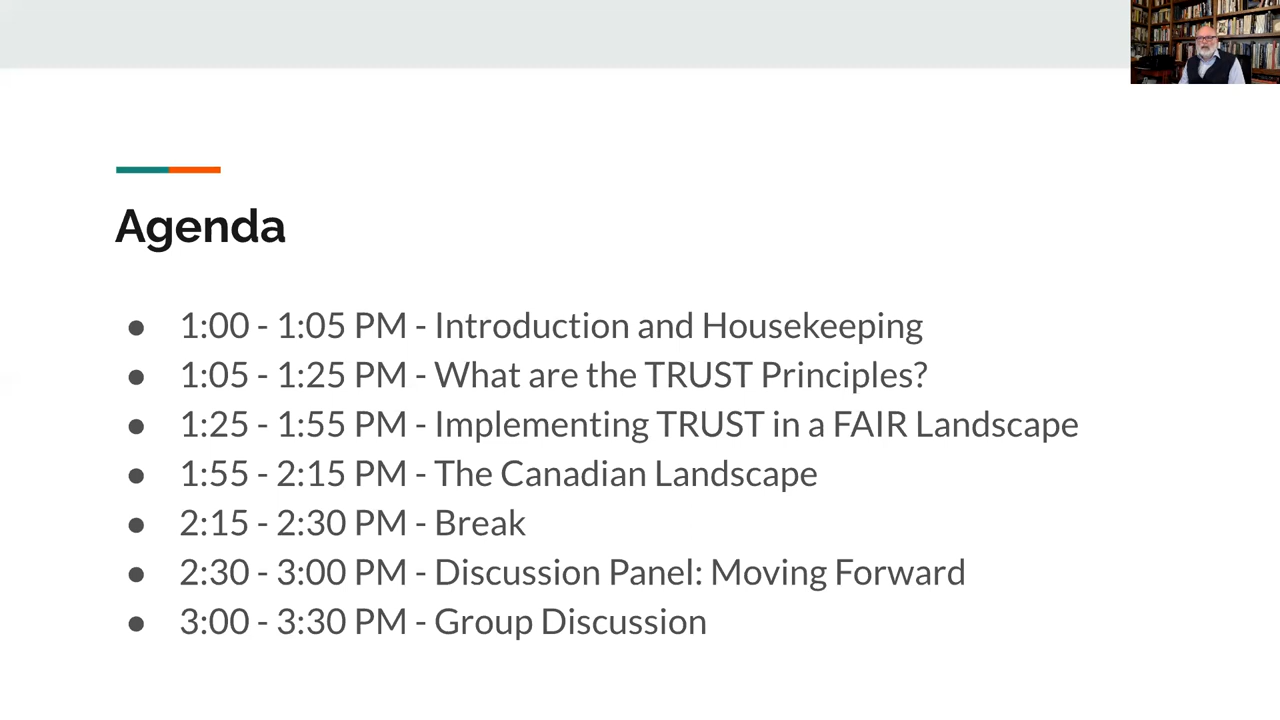 Agenda
● 1:00 - 1:05 PM - Introduction and Housekeeping
● 1:05 - 1:25 PM - What are the TRUST Principles?
● 1:25 - 1:55 PM - Implementing TRUST in a FAIR Landscape
● 1:55 - 2:15 PM - The Canadian Landscape
● 2:15 - 2:30 PM - Break
● 2:30 - 3:00 PM - Discussion Panel: Moving Forward
● 3:00 - 3:30 PM - Group Discussion